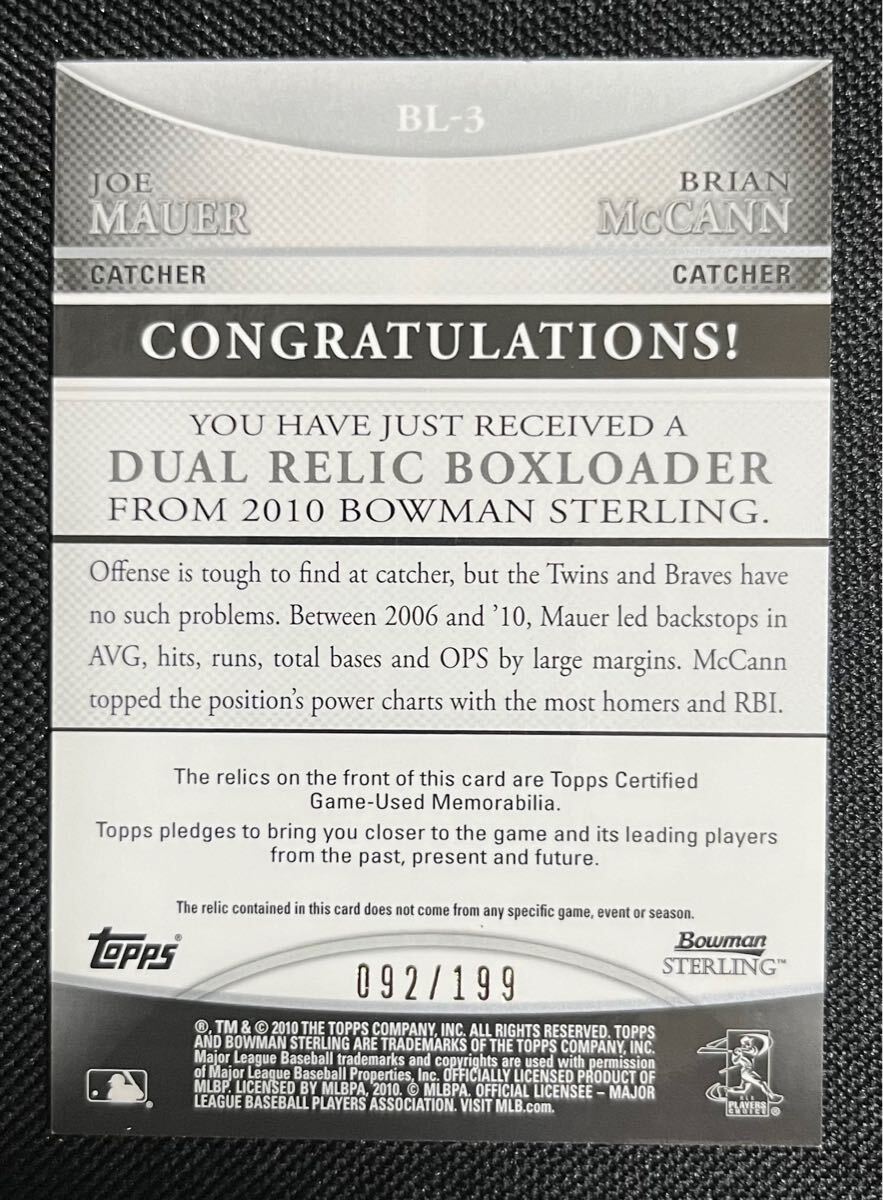 BL-3
JOE
MAUER
BRIAN
McCANN
CATCHER
CATCHER
CONGRATULATIONS!
YOU HAVE JUST RECEIVED A
DUAL RELIC BOXLOADER
FROM 2010 BOWMAN STERLING.
Offense is tough to find at catcher, but the Twins and Braves have
no such problems. Between 2006 and ’10, Mauer led backstops in
AVG, hits, runs, total bases and OPS by large margins. McCann
topped the position’s power charts with the most homers and RBI.
The relics on the front of this card are Topps Certified
Game-Used Memorabilia.
Topps pledges to bring you closer to the game and its leading players
from the past, present and future.
The relic contained in this card does not come from any specific game, event or season.
Topps®
Bowman
STERLING™
092/199
®, TM & © 2010 THE TOPPS COMPANY, INC. ALL RIGHTS RESERVED. TOPPS
AND BOWMAN STERLING ARE TRADEMARKS OF THE TOPPS COMPANY, INC.
Major League Baseball trademarks and copyrights are used with permission
of Major League Baseball Properties, Inc. OFFICIALLY LICENSED PRODUCT OF
MLBP. LICENSED BY MLBPA, 2010. © MLBPA. OFFICIAL LICENSEE – MAJOR
LEAGUE BASEBALL PLAYERS ASSOCIATION. VISIT MLB.com.
PLAYERS
CHOICE®